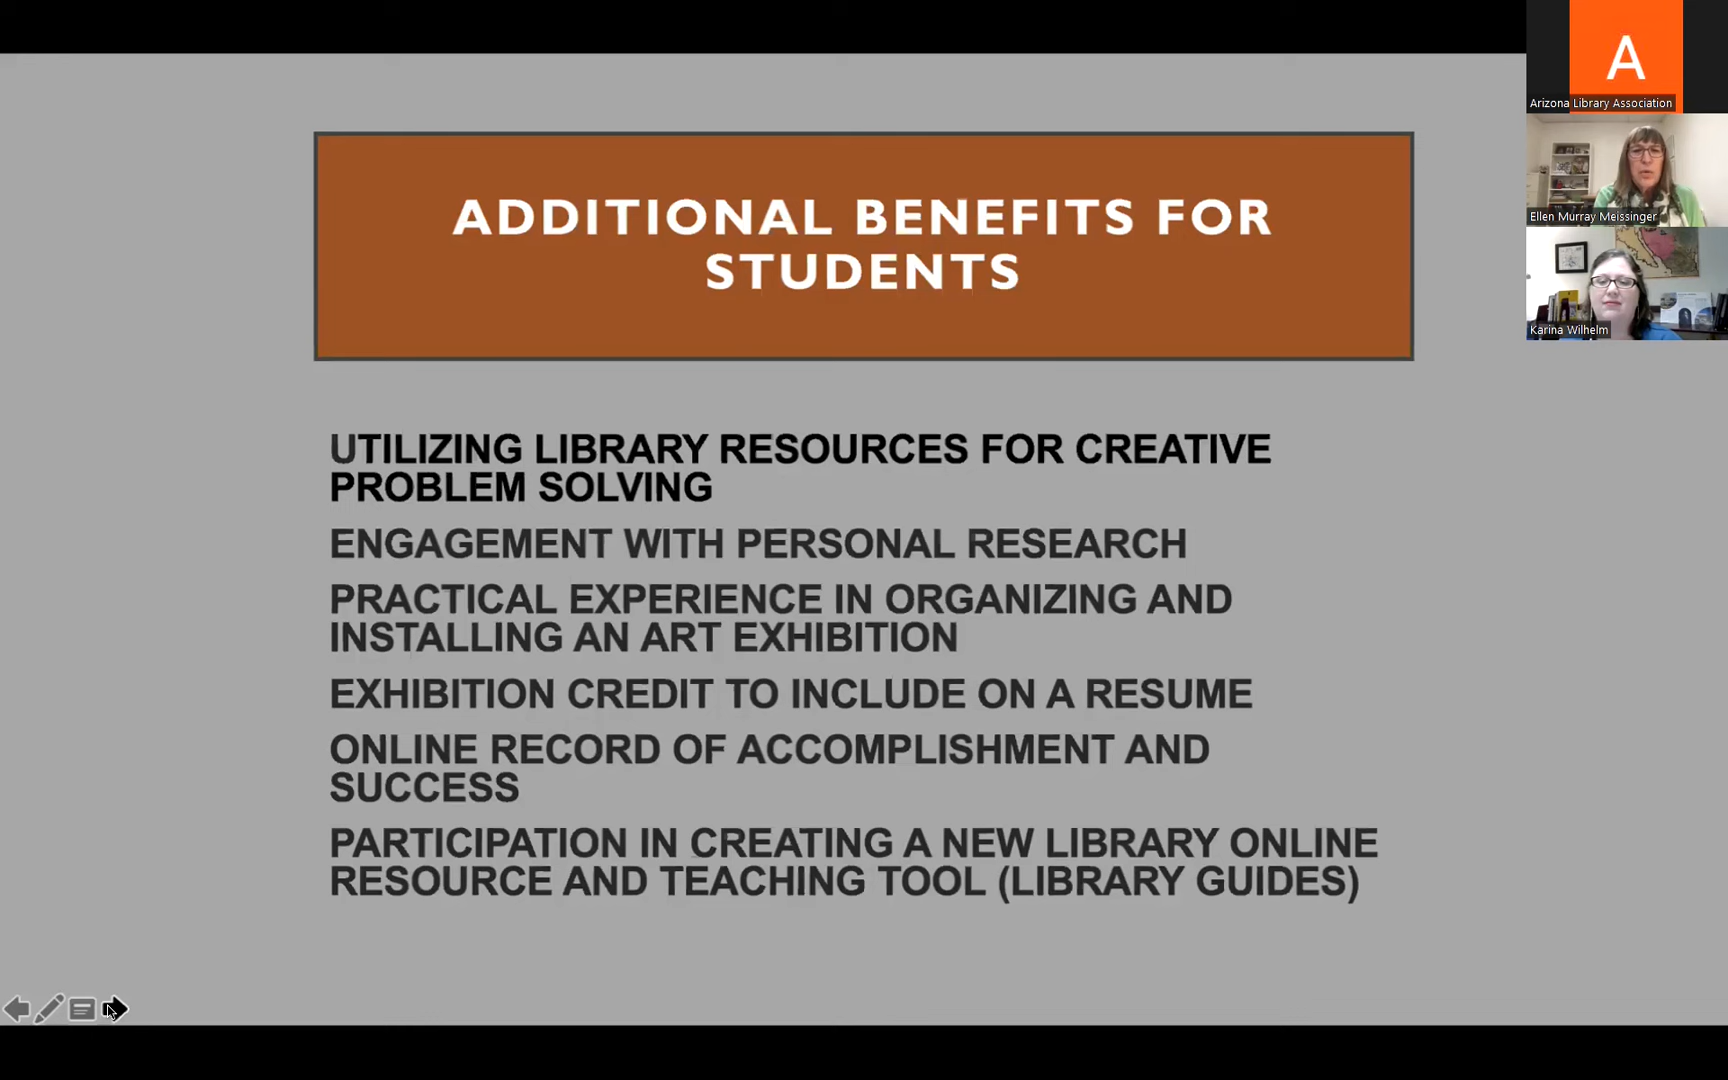 ADDITIONAL BENEFITS FOR
STUDENTS
UTILIZING LIBRARY RESOURCES FOR CREATIVE
PROBLEM SOLVING
ENGAGEMENT WITH PERSONAL RESEARCH
PRACTICAL EXPERIENCE IN ORGANIZING AND
INSTALLING AN ART EXHIBITION
EXHIBITION CREDIT TO INCLUDE ON A RESUME
ONLINE RECORD OF ACCOMPLISHMENT AND
SUCCESS
PARTICIPATION IN CREATING A NEW LIBRARY ONLINE
RESOURCE AND TEACHING TOOL (LIBRARY GUIDES)
A
Arizona Library Association
Ellen Murray Meissinger
Karina Wilhelm